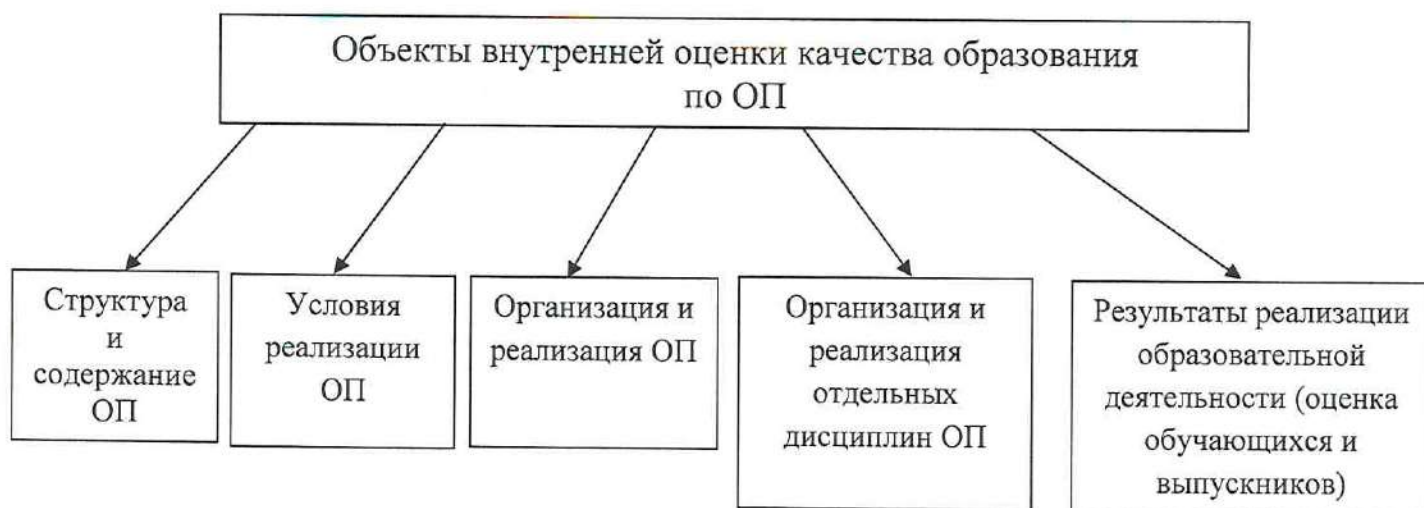 Объекты внутренней оценки качества образования
по ОП
Структура
и
содержание
ОП
Условия
реализации
ОП
Организация и
реализация ОП
Организация и
реализация
отдельных
дисциплин ОП
Результаты реализации
образовательной
деятельности (оценка
обучающихся и
выпускников)